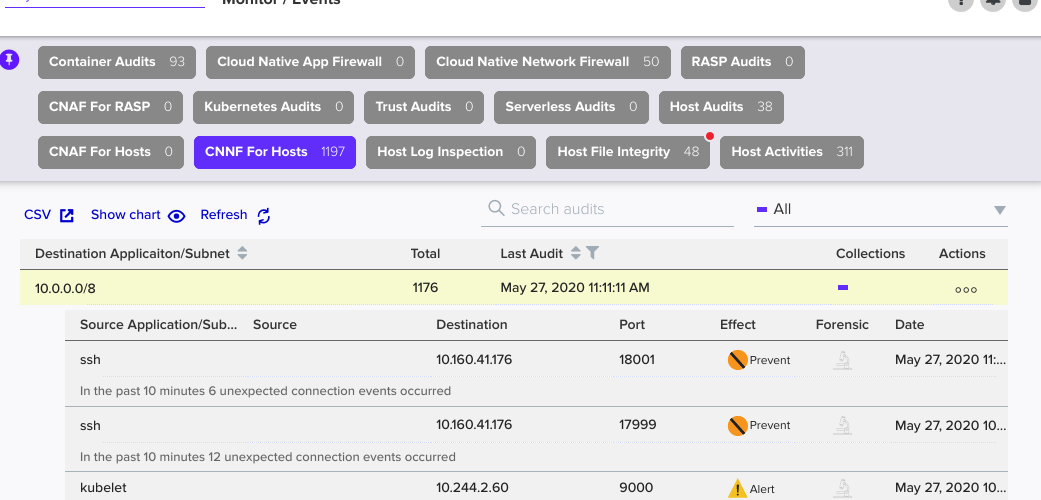 Monitor / Events
Container Audits 93 Cloud Native App Firewall 0 Cloud Native Network Firewall 50 RASP Audits 0
CNAF For RASP 0 Kubernetes Audits 0 Trust Audits 0 Serverless Audits 0 Host Audits 38
CNAF For Hosts 0 CNNF For Hosts 1197 Host Log Inspection 0 Host File Integrity 48 Host Activities 311
CSV Show chart Refresh Search audits All
Destination Applicaiton/Subnet Total Last Audit Collections Actions
10.0.0.0/8 1176 May 27, 2020 11:11:11 AM
Source Application/Sub... Source Destination Port Effect Forensic Date
ssh 10.160.41.176 18001 Prevent May 27, 2020 11:...
In the past 10 minutes 6 unexpected connection events occurred
ssh 10.160.41.176 17999 Prevent May 27, 2020 10...
In the past 10 minutes 12 unexpected connection events occurred
kubelet 10.244.2.60 9000 Alert May 27, 2020 10...